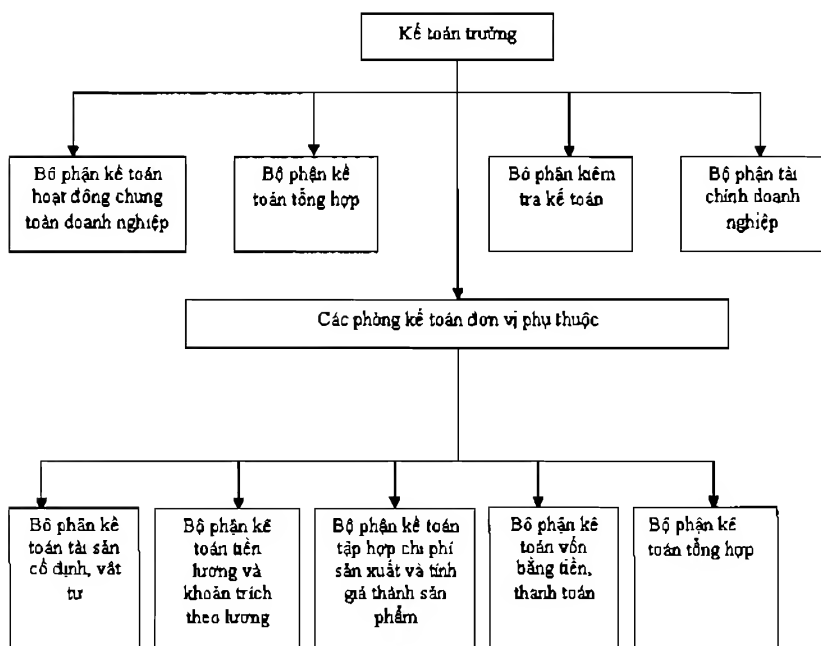 Kế toán trưởng
Bộ phận kế toán
hoạt động chung
toàn doanh nghiệp
Bộ phận kế
toán tổng hợp
Bộ phận kiểm
tra kế toán
Bộ phận tài
chính doanh
nghiệp
Các phòng kế toán đơn vị phụ thuộc
Bộ phận kế
toán tài sản
cố định, vật
tư
Bộ phận kế
toán tiền
lương và
khoản trích
theo lương
Bộ phận kế toán
tập hợp chi phí
sản xuất và tính
giá thành sản
phẩm
Bộ phận kế
toán vốn
bằng tiền,
thanh toán
Bộ phận kế
toán tổng hợp